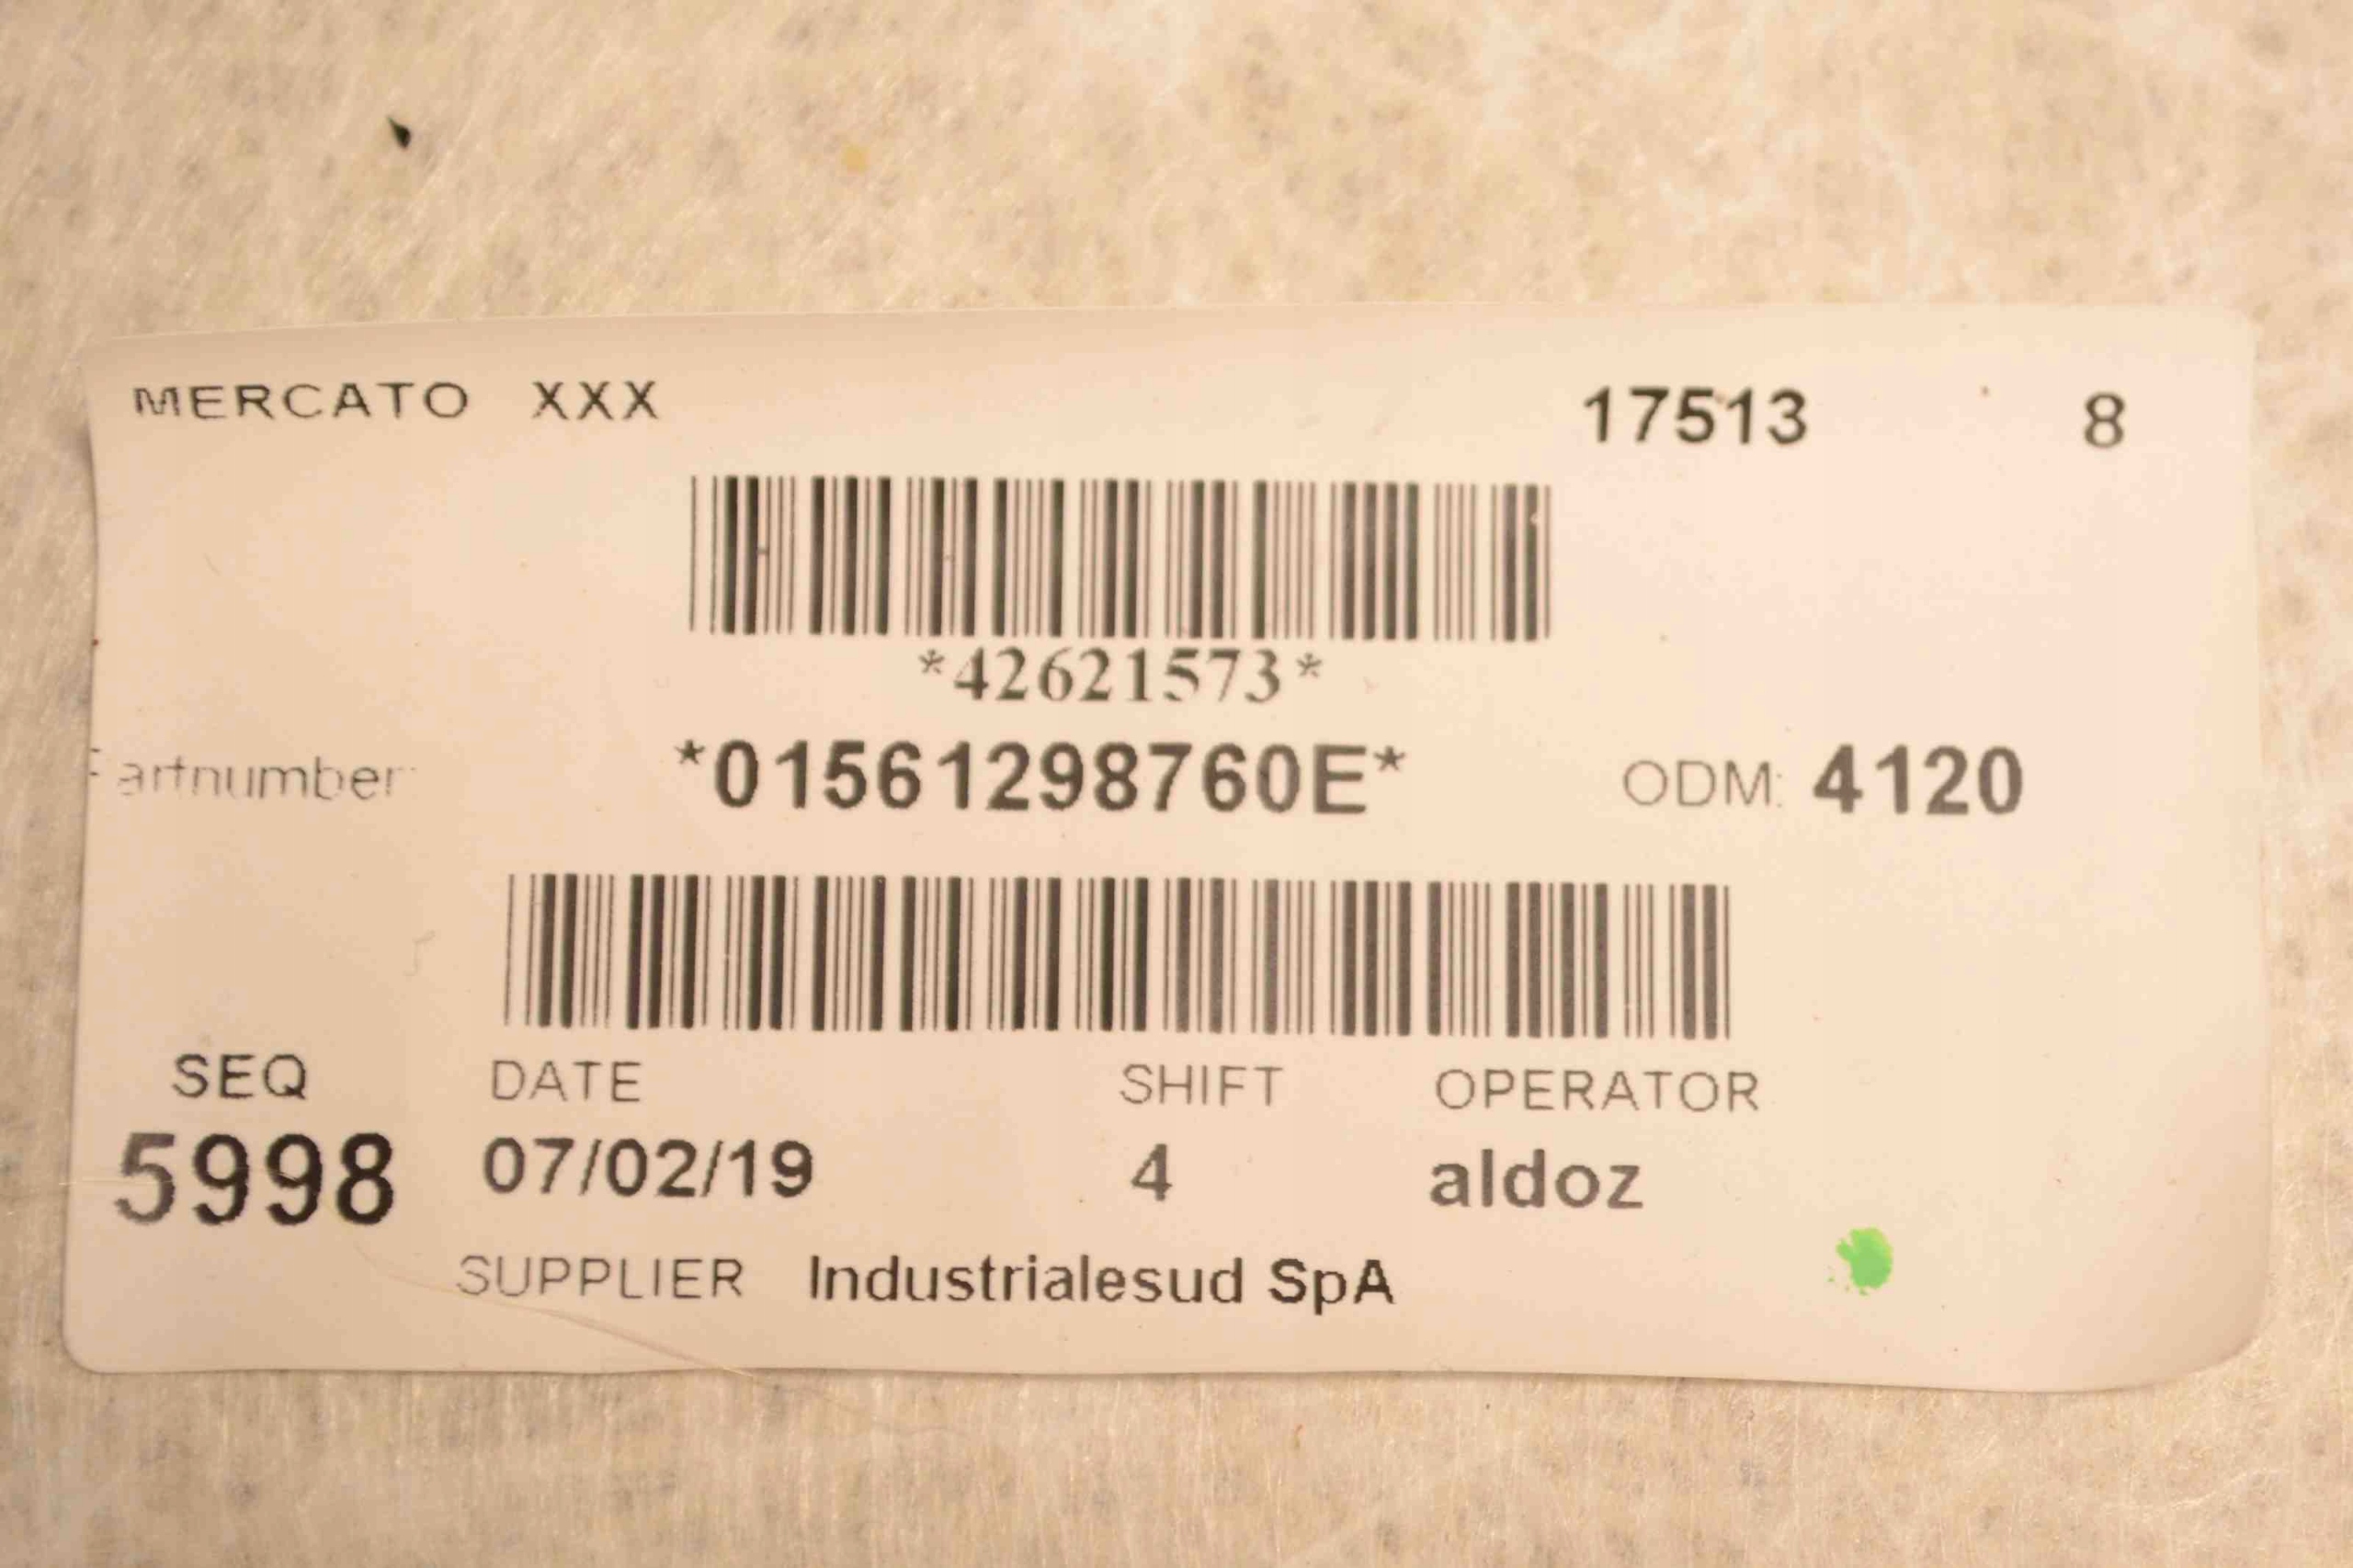 MERCATO XXX 17513 8
*42621573*
Partnumber: *01561298760E* ODM: 4120
SEQ DATE SHIFT OPERATOR
5998 07/02/19 4 aldoz
SUPPLIER Industrialesud SpA